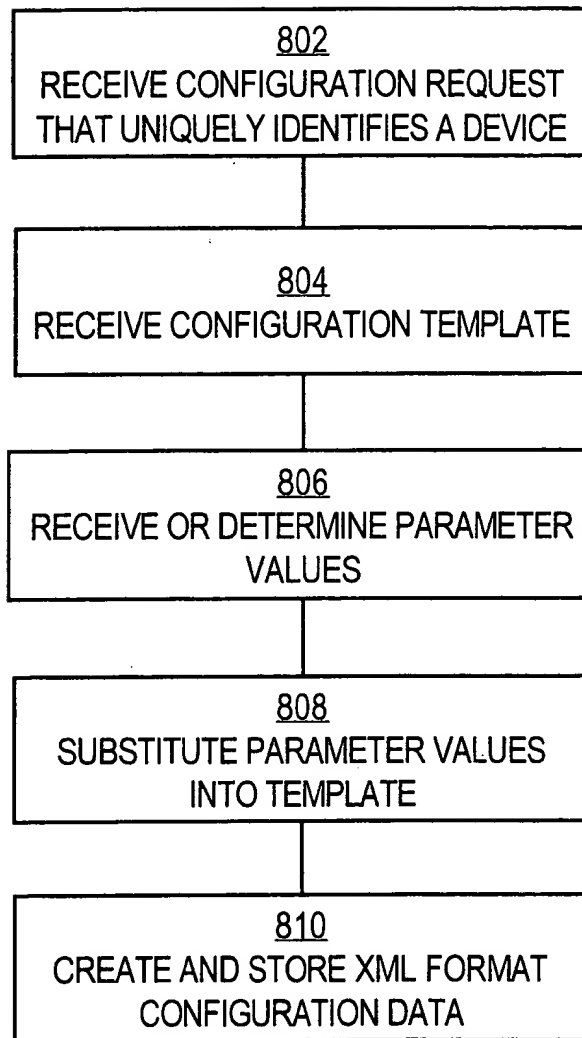 802
RECEIVE CONFIGURATION REQUEST
THAT UNIQUELY IDENTIFIES A DEVICE
804
RECEIVE CONFIGURATION TEMPLATE
806
RECEIVE OR DETERMINE PARAMETER
VALUES
808
SUBSTITUTE PARAMETER VALUES
INTO TEMPLATE
810
CREATE AND STORE XML FORMAT
CONFIGURATION DATA